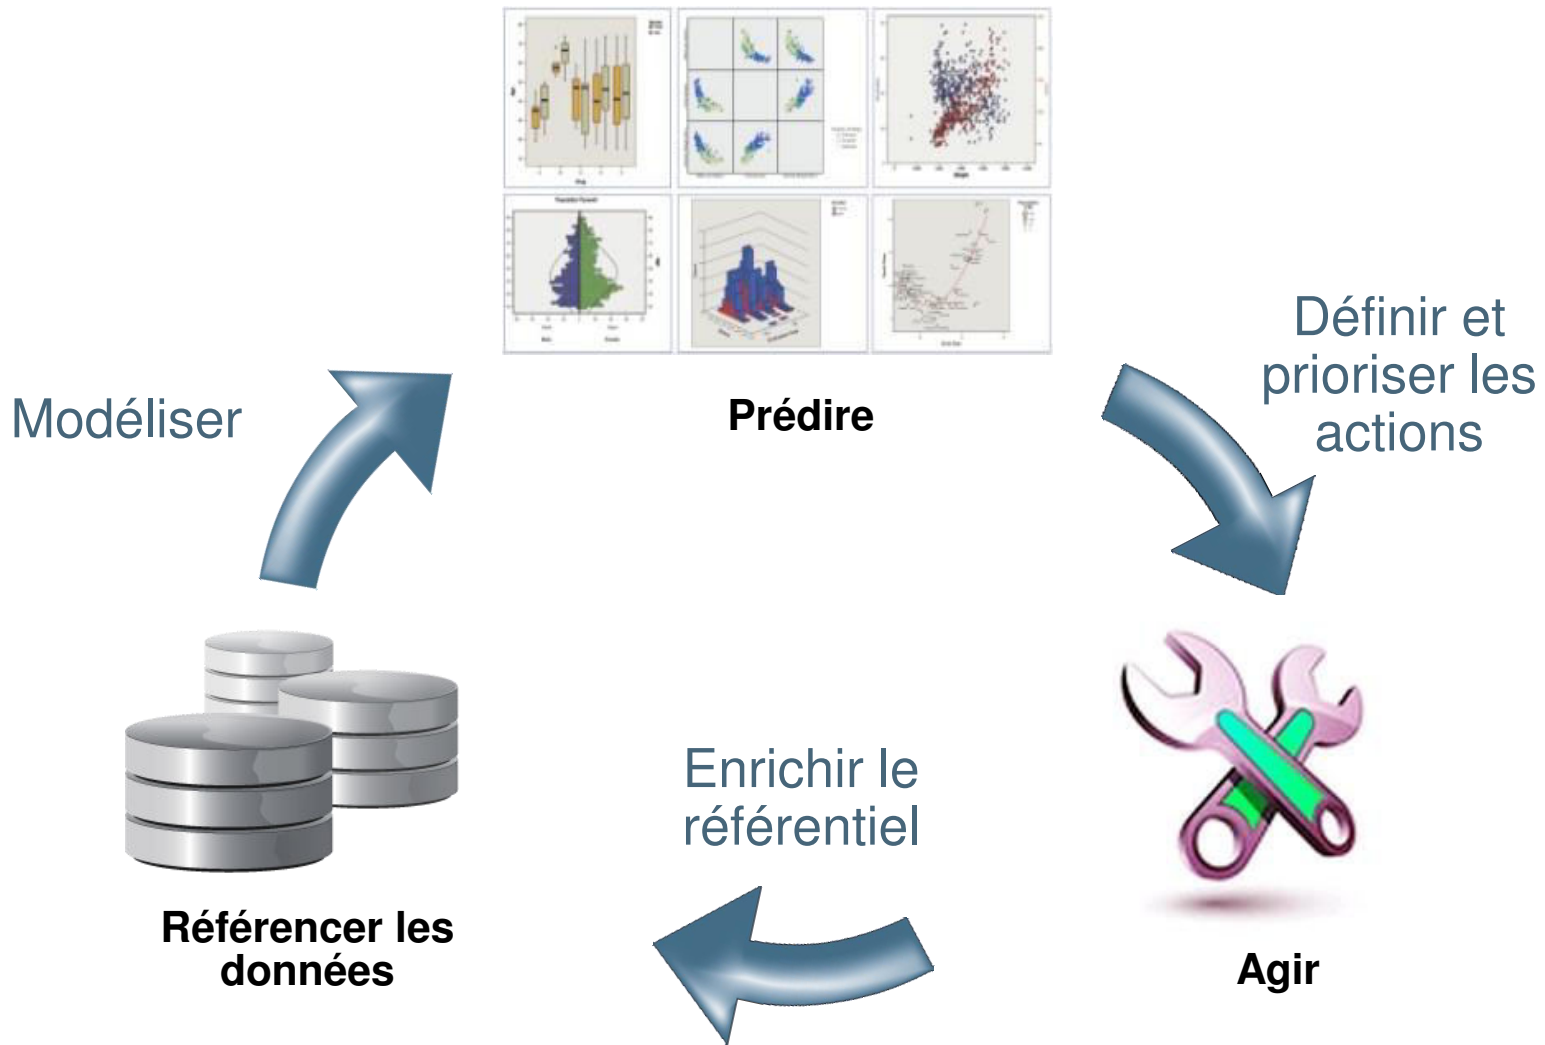 Prédire
Modéliser
Définir et
prioriser les
actions
Enrichir le
référentiel
Référencer les
données
Agir